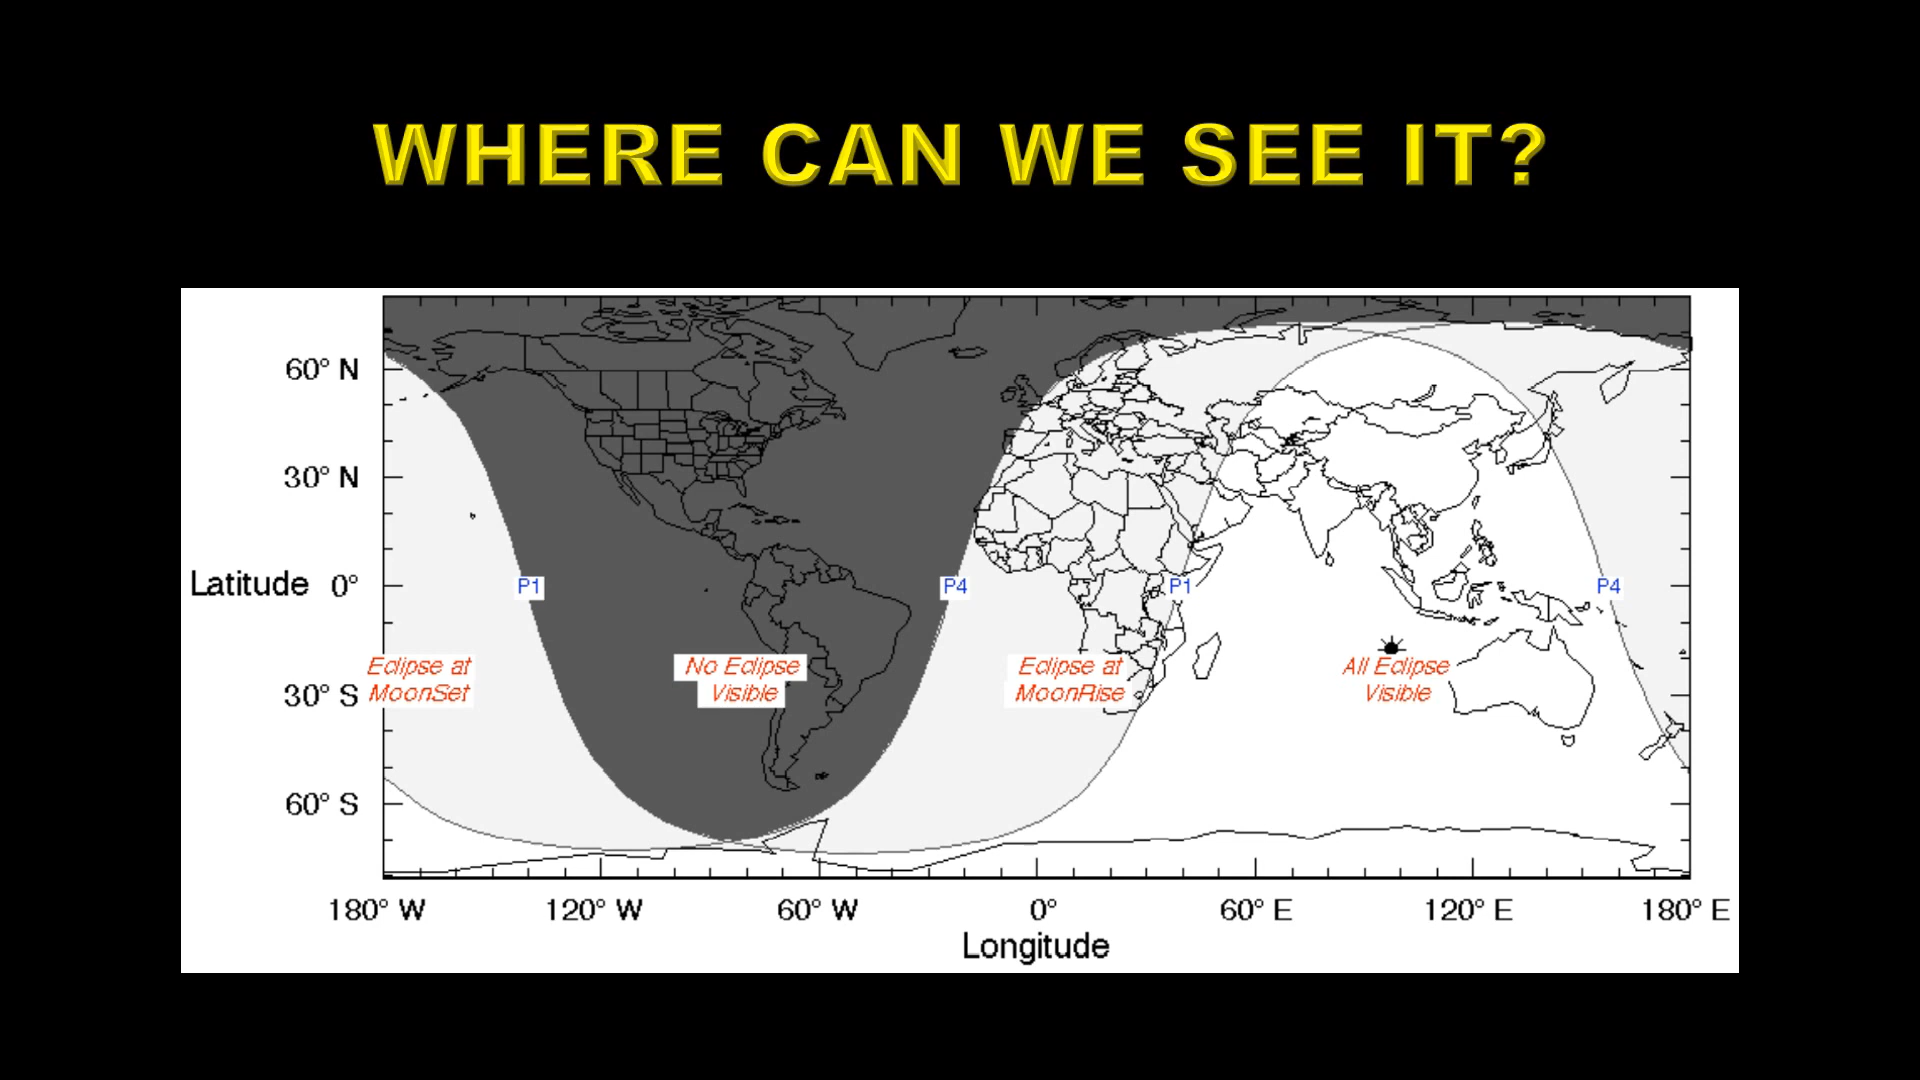 WHERE CAN WE SEE IT?
60° N
30° N
Latitude 0°
30° S
60° S
P1
P4
P1
P4
Eclipse at
MoonSet
No Eclipse
Visible
Eclipse at
MoonRise
All Eclipse
Visible
180° W 120° W 60° W 0° 60° E 120° E 180° E
Longitude